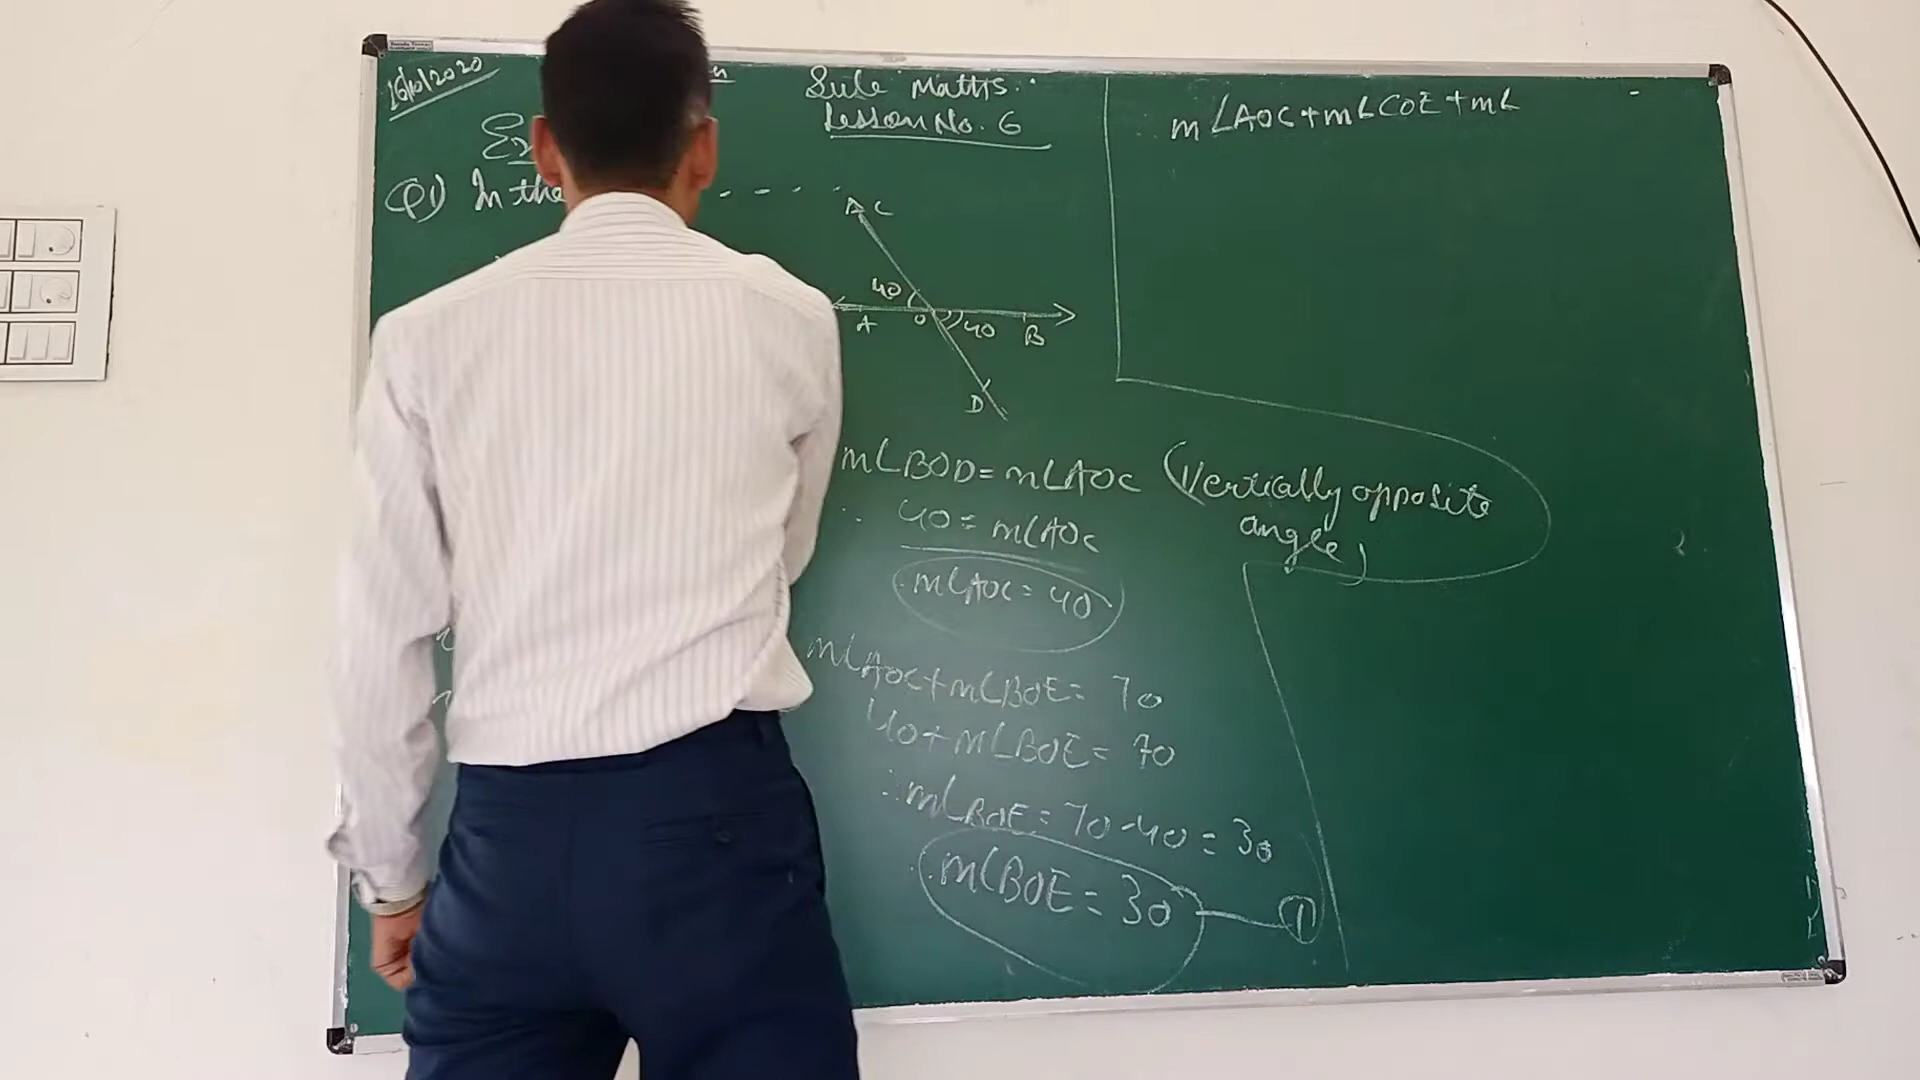 16/10/2020
Sub: Maths.
Lesson No. 6
Q1) In the - - - -
C
40
A
O
40
B
D
m∠BOD = m∠AOC (Vertically opposite
angle)
∴ 40 = m∠AOC
∴ m∠AOC = 40
m∠AOC + m∠BOE = 70
40 + m∠BOE = 70
∴ m∠BOE = 70 - 40 = 30
∴ m∠BOE = 30 — 1
m∠AOC + m∠COE + m∠